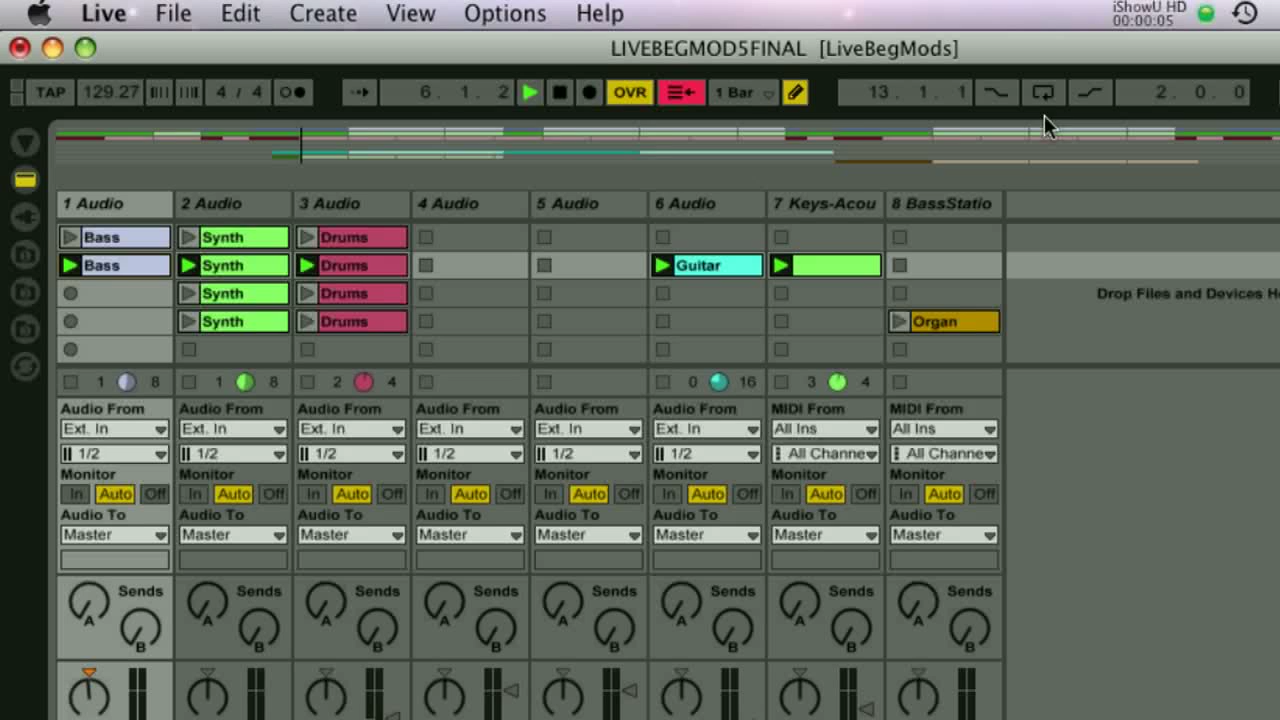 Live File Edit Create View Options Help iShowU HD
00:00:05
LIVEBEGMOD5FINAL [LiveBegMods]
TAP 129.27 4 / 4 6. 1. 2 OVR 1 Bar 13. 1. 1 2. 0. 0
1 Audio 2 Audio 3 Audio 4 Audio 5 Audio 6 Audio 7 Keys-Acou 8 BassStatio
Bass Synth Drums
Bass Synth Drums Guitar
Synth Drums Drop Files and Devices He
Synth Drums Organ
1 8 1 8 2 4 0 16 3 4
Audio From Audio From Audio From Audio From Audio From Audio From MIDI From MIDI From
Ext. In Ext. In Ext. In Ext. In Ext. In Ext. In All Ins All Ins
1/2 1/2 1/2 1/2 1/2 1/2 All Channe All Channe
Monitor Monitor Monitor Monitor Monitor Monitor Monitor Monitor
In Auto Off In Auto Off In Auto Off In Auto Off In Auto Off In Auto Off In Auto Off In Auto Off
Audio To Audio To Audio To Audio To Audio To Audio To Audio To Audio To
Master Master Master Master Master Master Master Master
Sends Sends Sends Sends Sends Sends Sends Sends
A A A A A A A A
B B B B B B B B